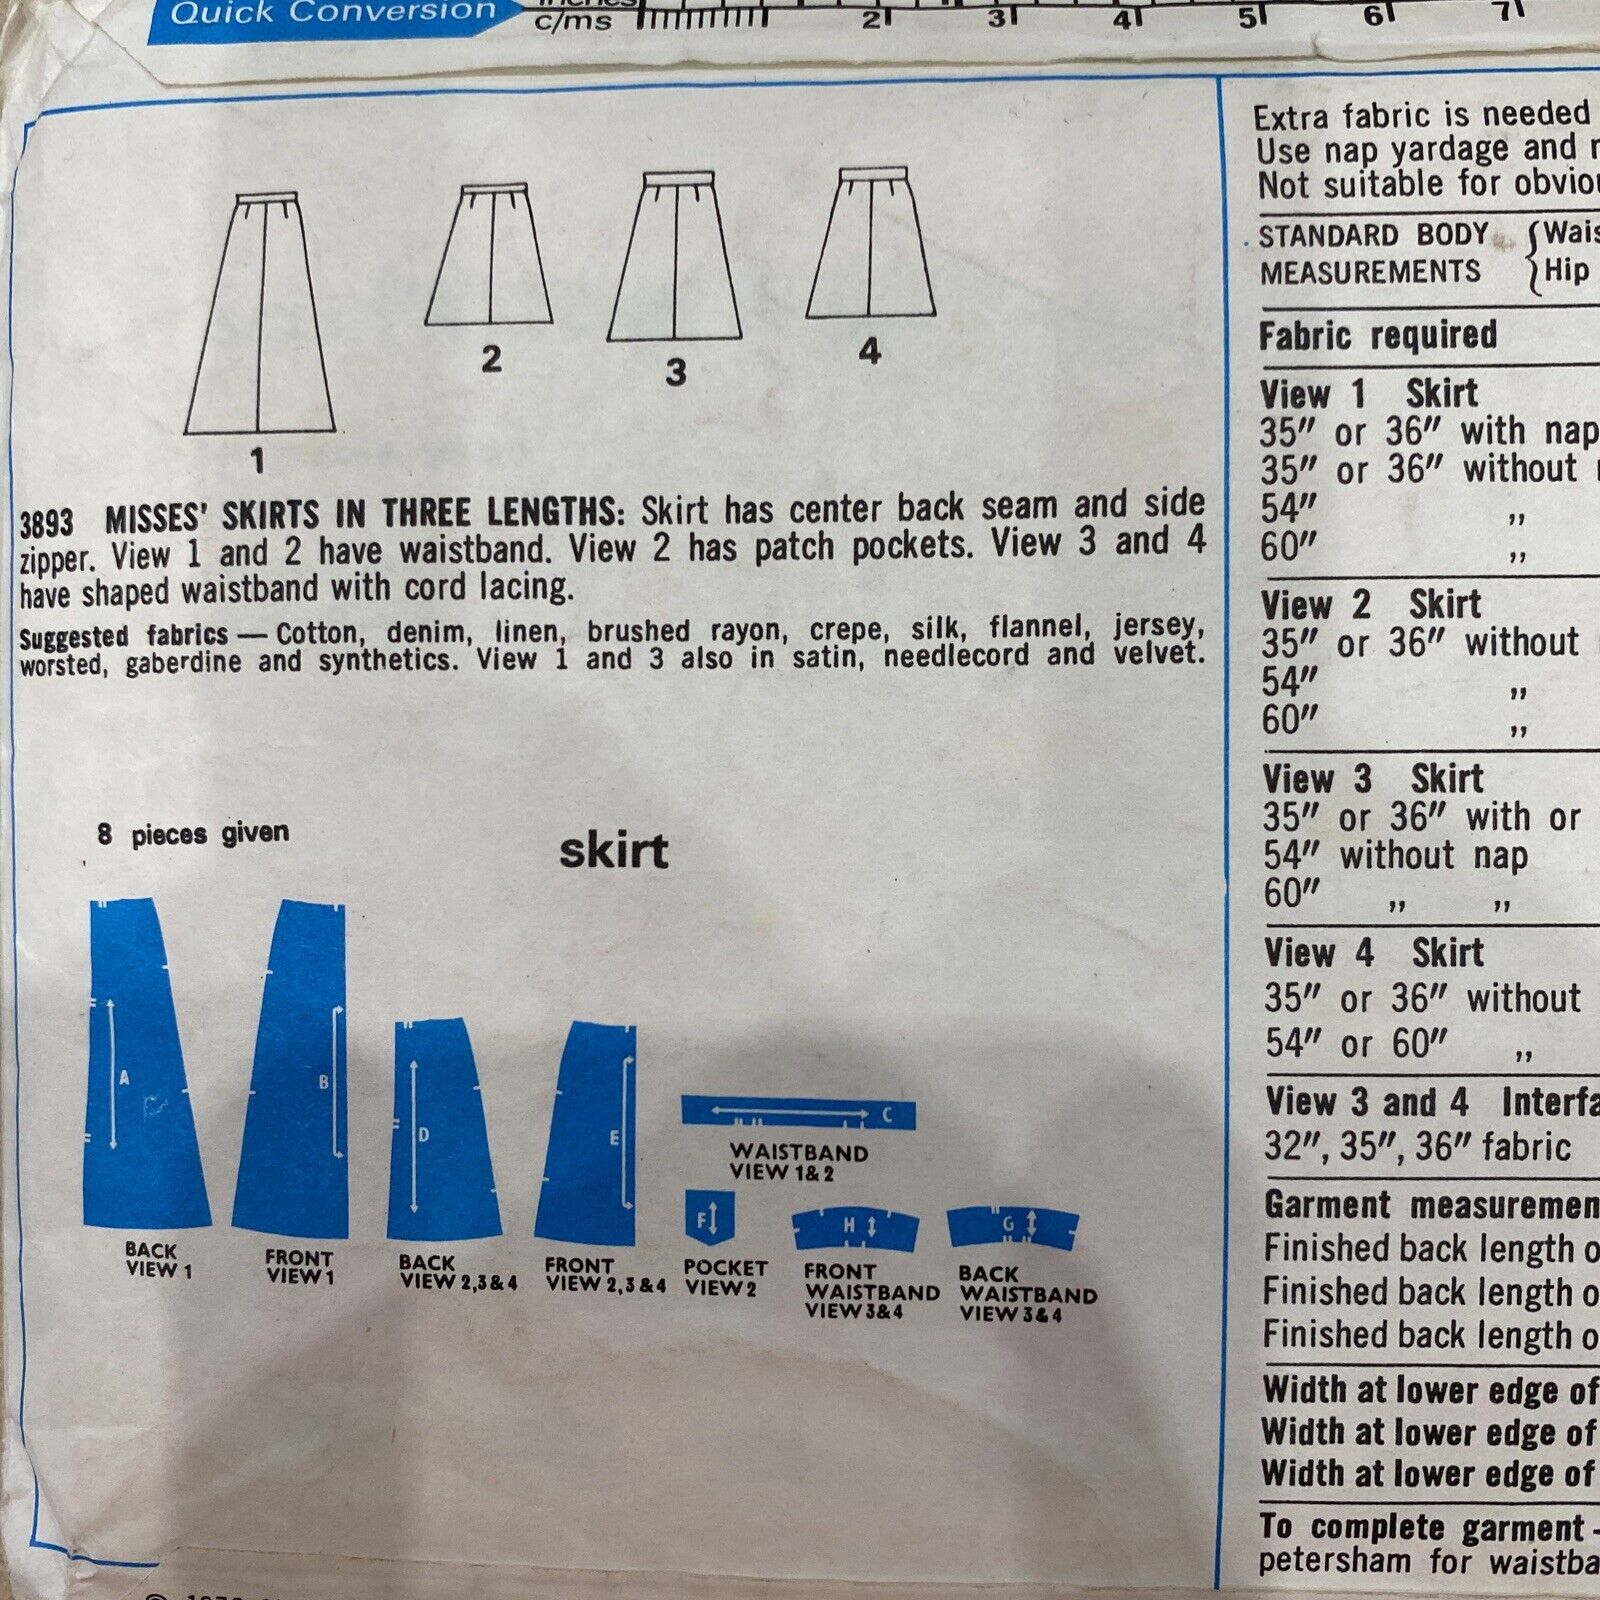 Quick Conversion
inches
c/ms 2 3 4 5 6 7
1
2
3
4
3893 MISSES' SKIRTS IN THREE LENGTHS: Skirt has center back seam and side
zipper. View 1 and 2 have waistband. View 2 has patch pockets. View 3 and 4
have shaped waistband with cord lacing.
Suggested fabrics — Cotton, denim, linen, brushed rayon, crepe, silk, flannel, jersey,
worsted, gaberdine and synthetics. View 1 and 3 also in satin, needlecord and velvet.
8 pieces given
skirt
A
B
D
E
C
WAISTBAND
VIEW 1&2
F
H
G
BACK
VIEW 1
FRONT
VIEW 1
BACK
VIEW 2,3&4
FRONT
VIEW 2,3&4
POCKET
VIEW 2
FRONT
WAISTBAND
VIEW 3&4
BACK
WAISTBAND
VIEW 3&4
Extra fabric is needed
Use nap yardage and
Not suitable for
STANDARD BODY
MEASUREMENTS
Hip
Fabric required
View 1 Skirt
35" or 36" with nap
35" or 36" without
54" ,,
60" ,,
View 2 Skirt
35" or 36" without
54" ,,
60" ,,
View 3 Skirt
35" or 36" with or
54" without nap
60" ,, ,,
View 4 Skirt
35" or 36" without
54" or 60" ,,
View 3 and 4
32", 35", 36" fabric
Garment
Finished back length
Finished back length
Finished back length
Width at lower edge of
Width at lower edge of
Width at lower edge of
To complete garment -
petersham for